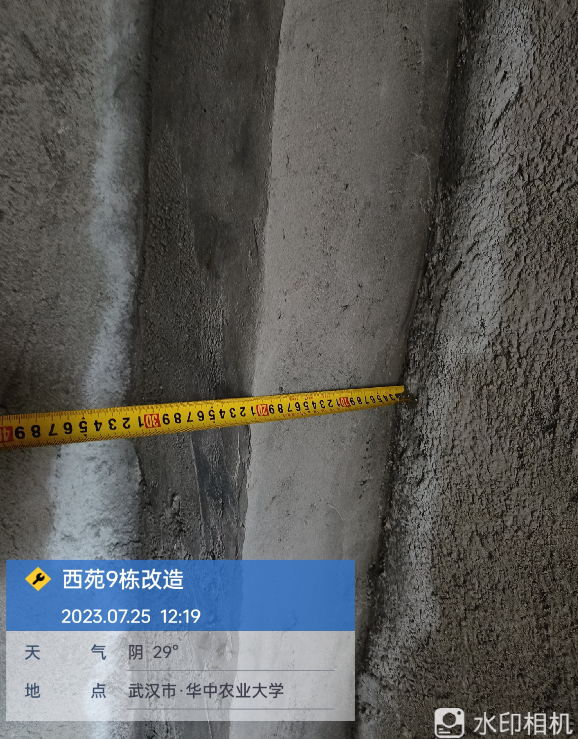 西苑9栋改造
2023.07.25 12:19
天 气 阴 29°
地 点 武汉市·华中农业大学
水印相机